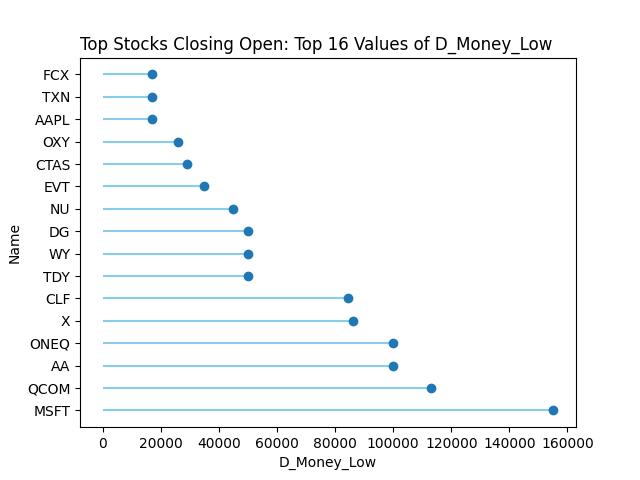 Top Stocks Closing Open: Top 16 Values of D_Money_Low
FCX
TXN
AAPL
OXY
CTAS
EVT
NU
DG
WY
TDY
CLF
X
ONEQ
AA
QCOM
MSFT
Name
0 20000 40000 60000 80000 100000 120000 140000 160000
D_Money_Low